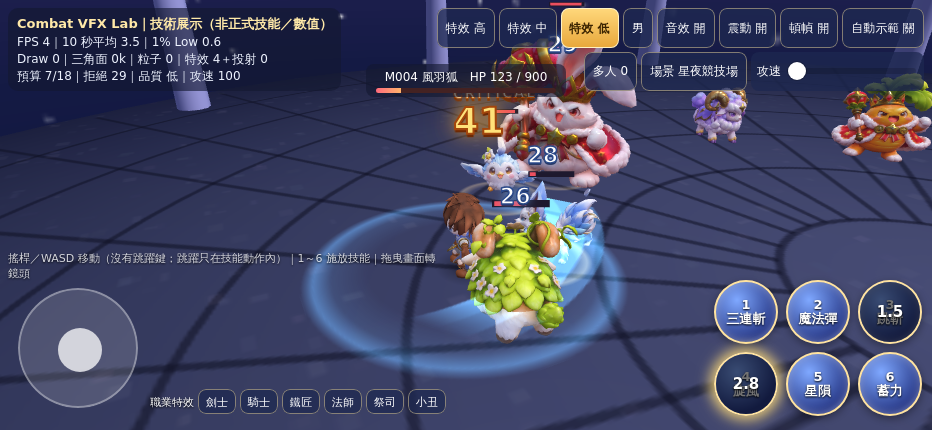 Combat VFX Lab｜技術展示（非正式技能／數值）
FPS 4｜10 秒平均 3.5｜1% Low 0.6
Draw 0｜三角面 0k｜粒子 0｜特效 4＋投射 0
預算 7/18｜拒絕 29｜品質 低｜攻速 100
特效 高
特效 中
特效 低
男
音效 開
震動 開
頓幀 開
自動示範 關
多人 0
場景 星夜競技場
攻速
M004 風羽狐 HP 123 / 900
CRITICAL
41
28
26
搖桿／WASD 移動（沒有跳躍鍵；跳躍只在技能動作內）｜1～6 施放技能｜拖曳畫面轉
鏡頭
1
三連斬
2
魔法彈
1.5
2.8
5
星隕
6
蓄力
職業特效
劍士
騎士
鐵匠
法師
祭司
小丑